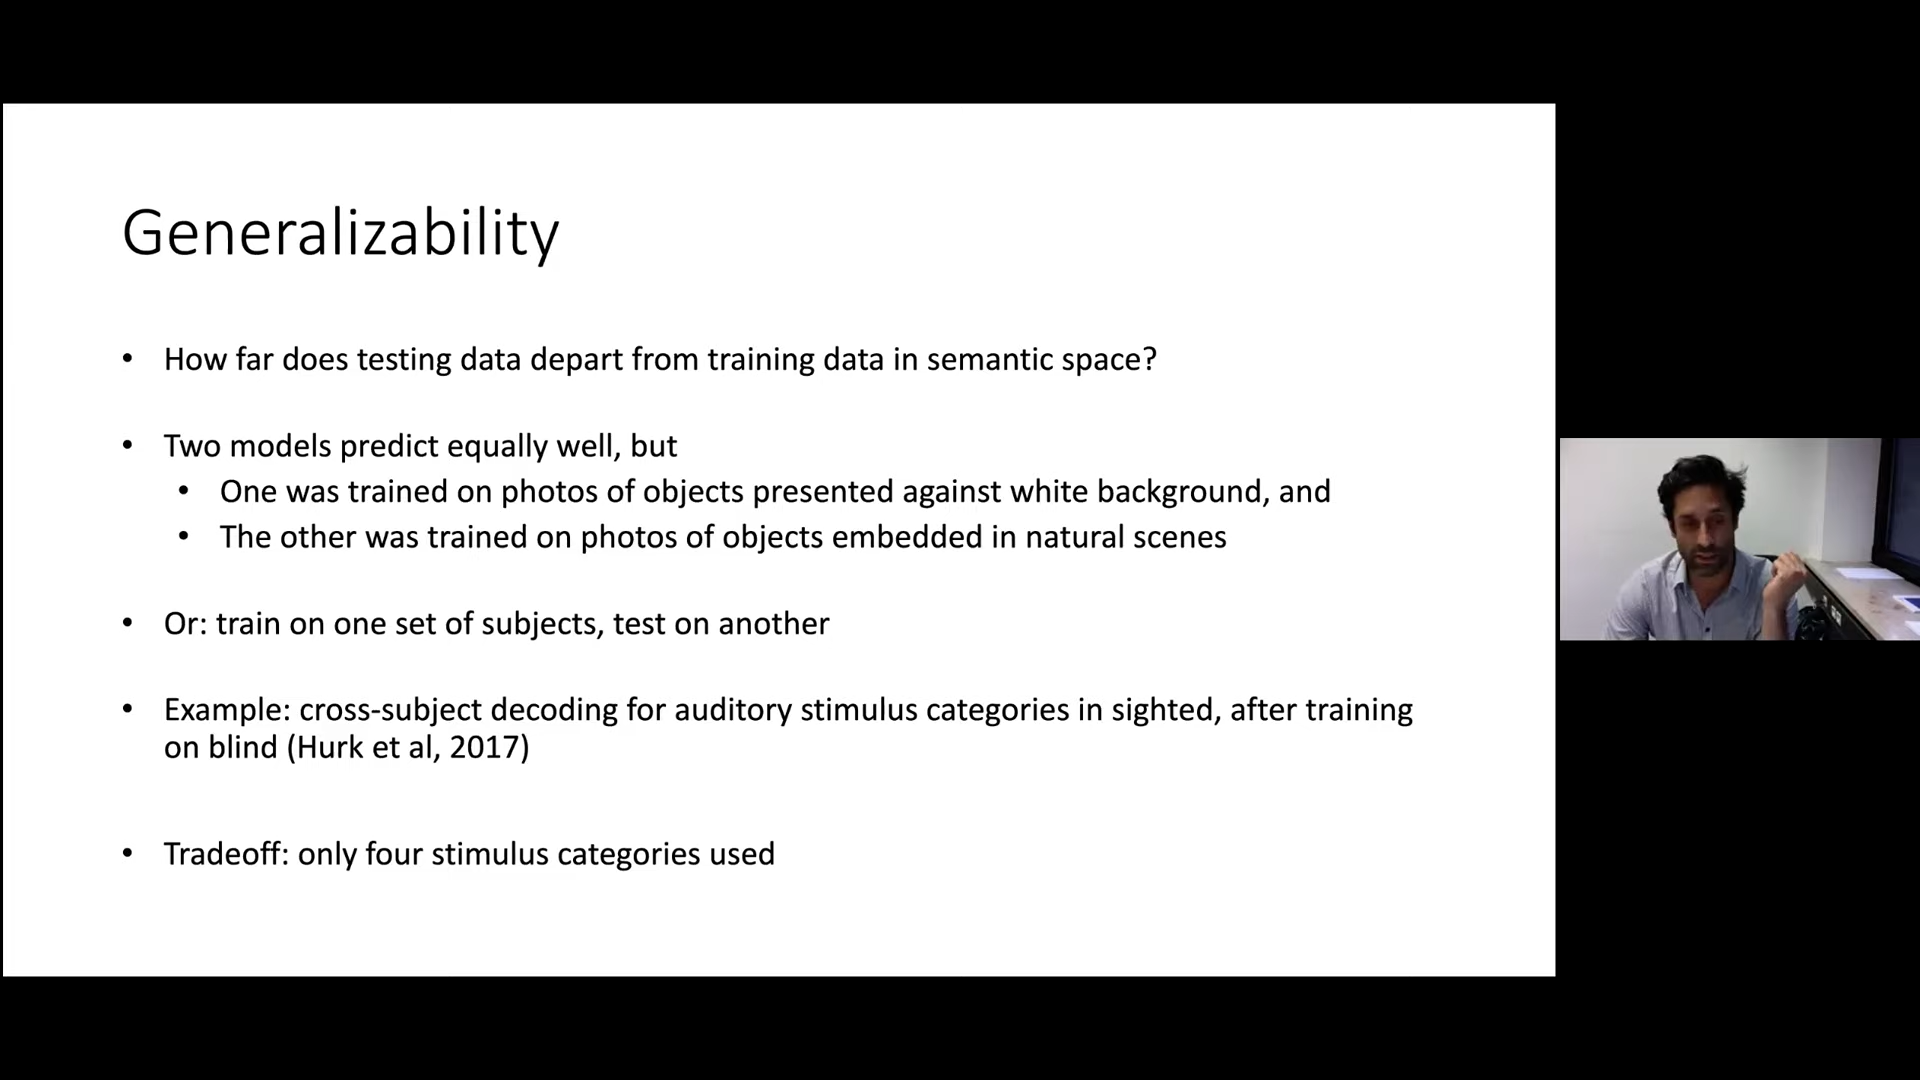 Generalizability
• How far does testing data depart from training data in semantic space?
• Two models predict equally well, but
• One was trained on photos of objects presented against white background, and
• The other was trained on photos of objects embedded in natural scenes
• Or: train on one set of subjects, test on another
• Example: cross-subject decoding for auditory stimulus categories in sighted, after training
on blind (Hurk et al, 2017)
• Tradeoff: only four stimulus categories used